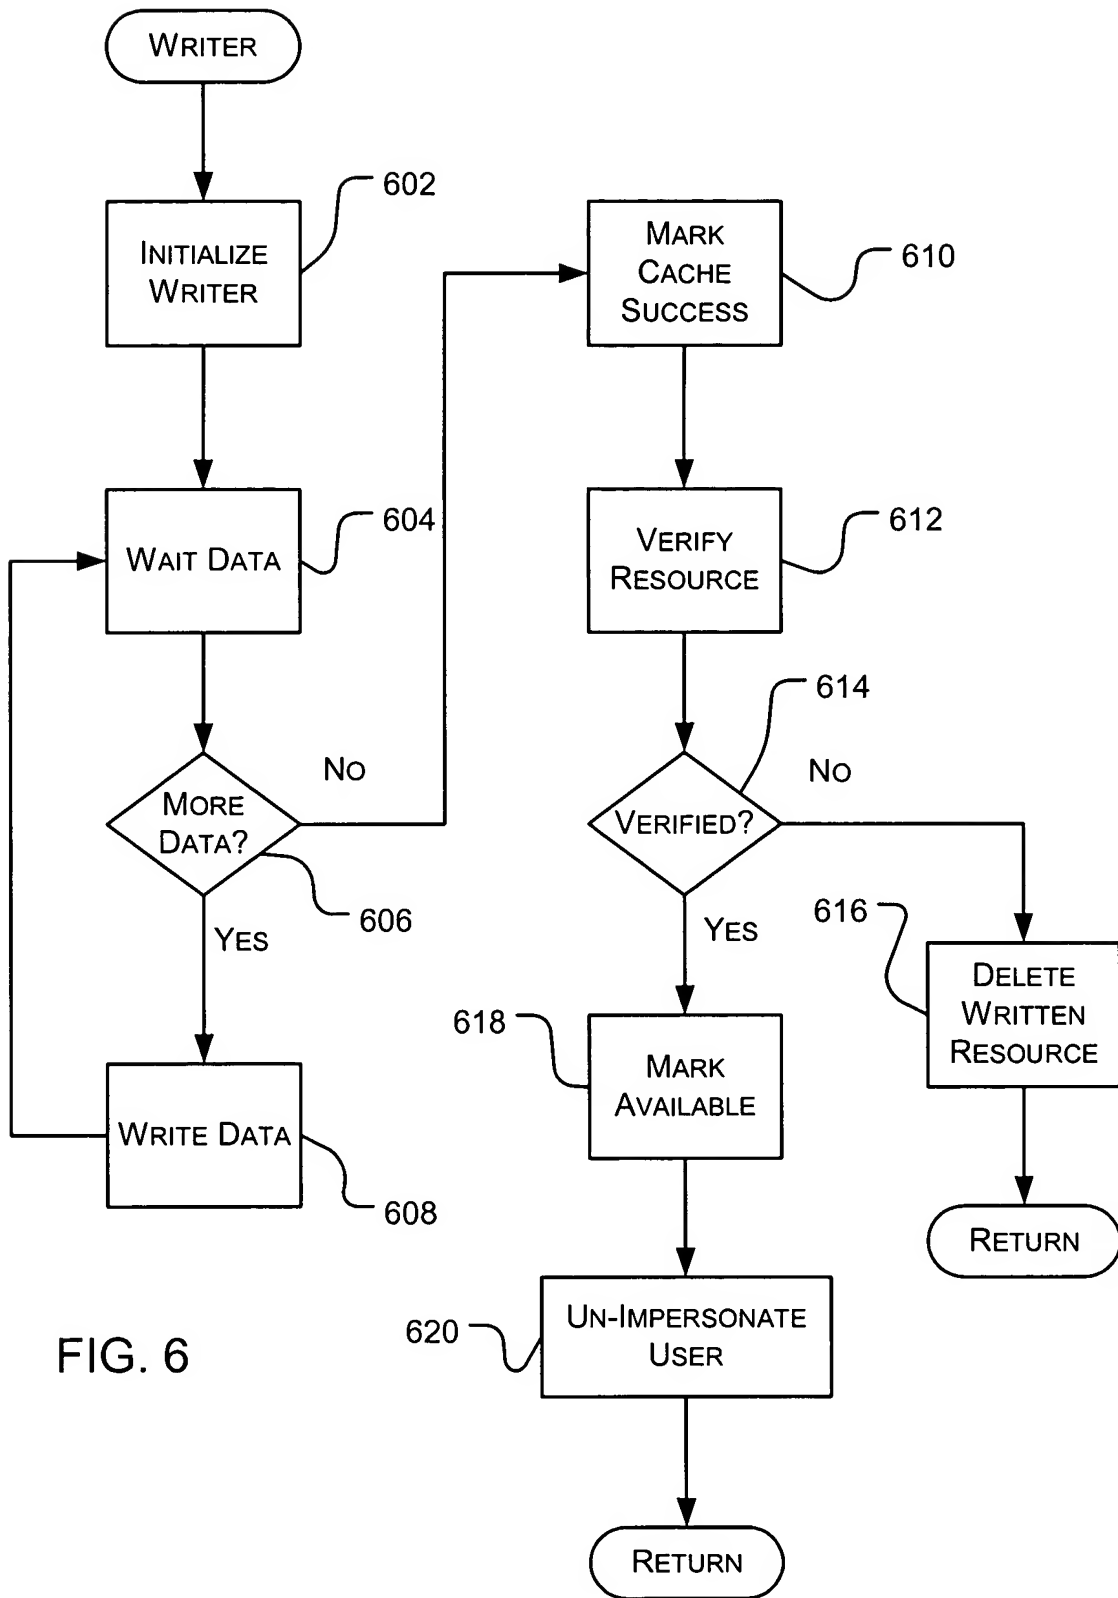 WRITER
602
INITIALIZE
WRITER
604
WAIT DATA
MORE
DATA?
NO
606
YES
WRITE DATA
608
MARK
CACHE
SUCCESS
610
VERIFY
RESOURCE
612
614
VERIFIED?
NO
YES
616
DELETE
WRITTEN
RESOURCE
RETURN
618
MARK
AVAILABLE
620
UN-IMPERSONATE
USER
RETURN
FIG. 6